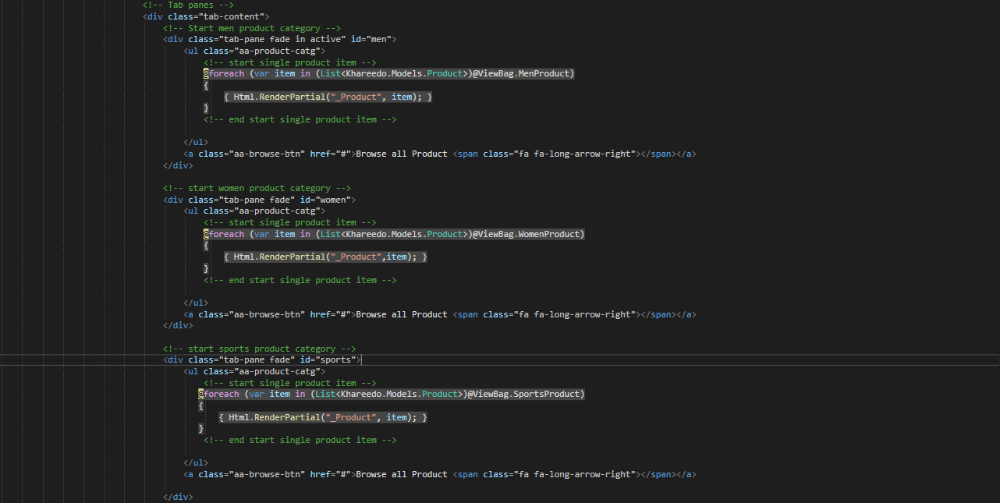 <!-- Tab panes -->
<div class="tab-content">
<!-- Start men product category -->
<div class="tab-pane fade in active" id="men">
<ul class="aa-product-catg">
<!-- start single product item -->
@foreach (var item in (List<Khareedo.Models.Product>)@ViewBag.MenProduct)
{
{ Html.RenderPartial("_Product", item); }
}
<!-- end start single product item -->
</ul>
<a class="aa-browse-btn" href="#">Browse all Product <span class="fa fa-long-arrow-right"></span></a>
</div>
<!-- start women product category -->
<div class="tab-pane fade" id="women">
<ul class="aa-product-catg">
<!-- start single product item -->
@foreach (var item in (List<Khareedo.Models.Product>)@ViewBag.WomenProduct)
{
{ Html.RenderPartial("_Product",item); }
}
<!-- end start single product item -->
</ul>
<a class="aa-browse-btn" href="#">Browse all Product <span class="fa fa-long-arrow-right"></span></a>
</div>
<!-- start sports product category -->
<div class="tab-pane fade" id="sports">
<ul class="aa-product-catg">
<!-- start single product item -->
@foreach (var item in (List<Khareedo.Models.Product>)@ViewBag.SportsProduct)
{
{ Html.RenderPartial("_Product", item); }
}
<!-- end start single product item -->
</ul>
<a class="aa-browse-btn" href="#">Browse all Product <span class="fa fa-long-arrow-right"></span></a>
</div>